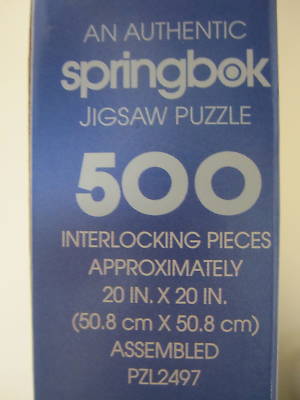 AN AUTHENTIC
springbok
JIGSAW PUZZLE
500
INTERLOCKING PIECES
APPROXIMATELY
20 IN. X 20 IN.
(50.8 cm X 50.8 cm)
ASSEMBLED
PZL2497